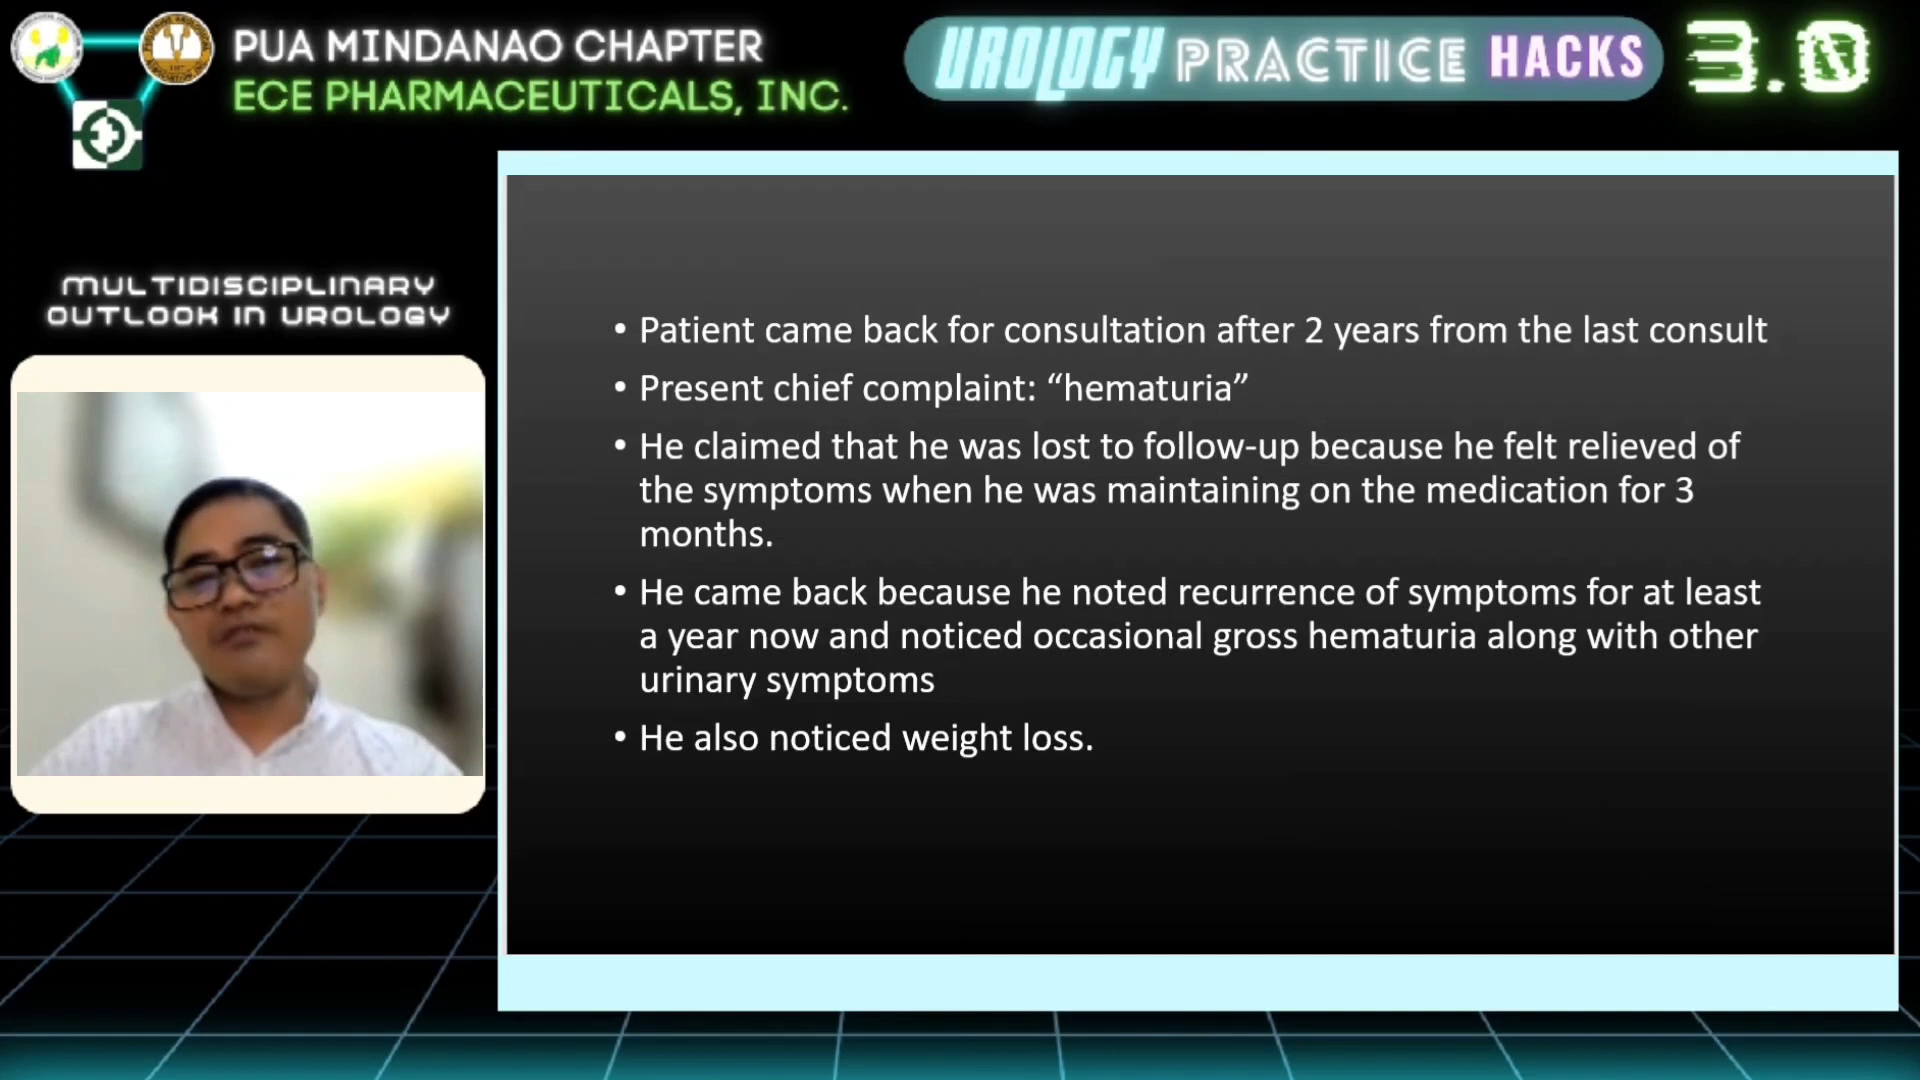 PUA MINDANAO CHAPTER
ECE PHARMACEUTICALS, INC.
UROLOGY PRACTICE HACKS 3.0
MULTIDISCIPLINARY
OUTLOOK IN UROLOGY
• Patient came back for consultation after 2 years from the last consult
• Present chief complaint: “hematuria”
• He claimed that he was lost to follow-up because he felt relieved of
the symptoms when he was maintaining on the medication for 3
months.
• He came back because he noted recurrence of symptoms for at least
a year now and noticed occasional gross hematuria along with other
urinary symptoms
• He also noticed weight loss.